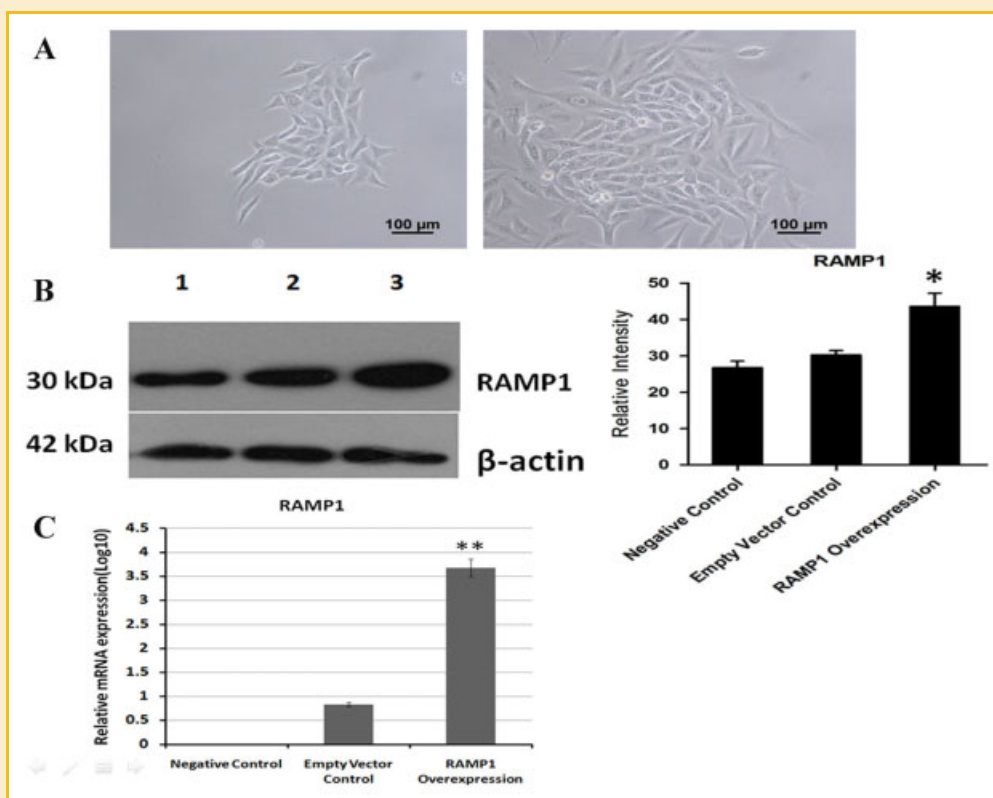 A
100 µm
100 µm
B
1 2 3
30 kDa
RAMP1
42 kDa
β-actin
RAMP1
Relative Intensity
50
40
30
20
10
0
Negative Control
Empty Vector Control
RAMP1 Overexpression
*
C
RAMP1
Relative mRNA expression(Log10)
4.5
4
3.5
3
2.5
2
1.5
1
0.5
0
**
Negative Control
Empty Vector
Control
RAMP1
Overexpression